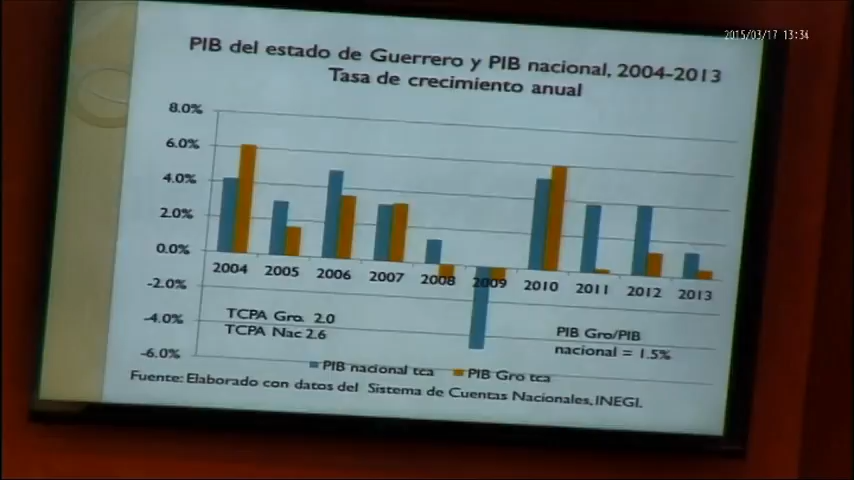 2015/03/17 13:34
PIB del estado de Guerrero y PIB nacional, 2004-2013
Tasa de crecimiento anual
8.0%
6.0%
4.0%
2.0%
0.0%
-2.0%
-4.0%
-6.0%
2004 2005 2006 2007 2008 2009 2010 2011 2012 2013
TCPA Gro. 2.0
TCPA Nac 2.6
PIB Gro/PIB
nacional = 1.5%
PIB nacional tca PIB Gro tca
Fuente: Elaborado con datos del Sistema de Cuentas Nacionales, INEGI.